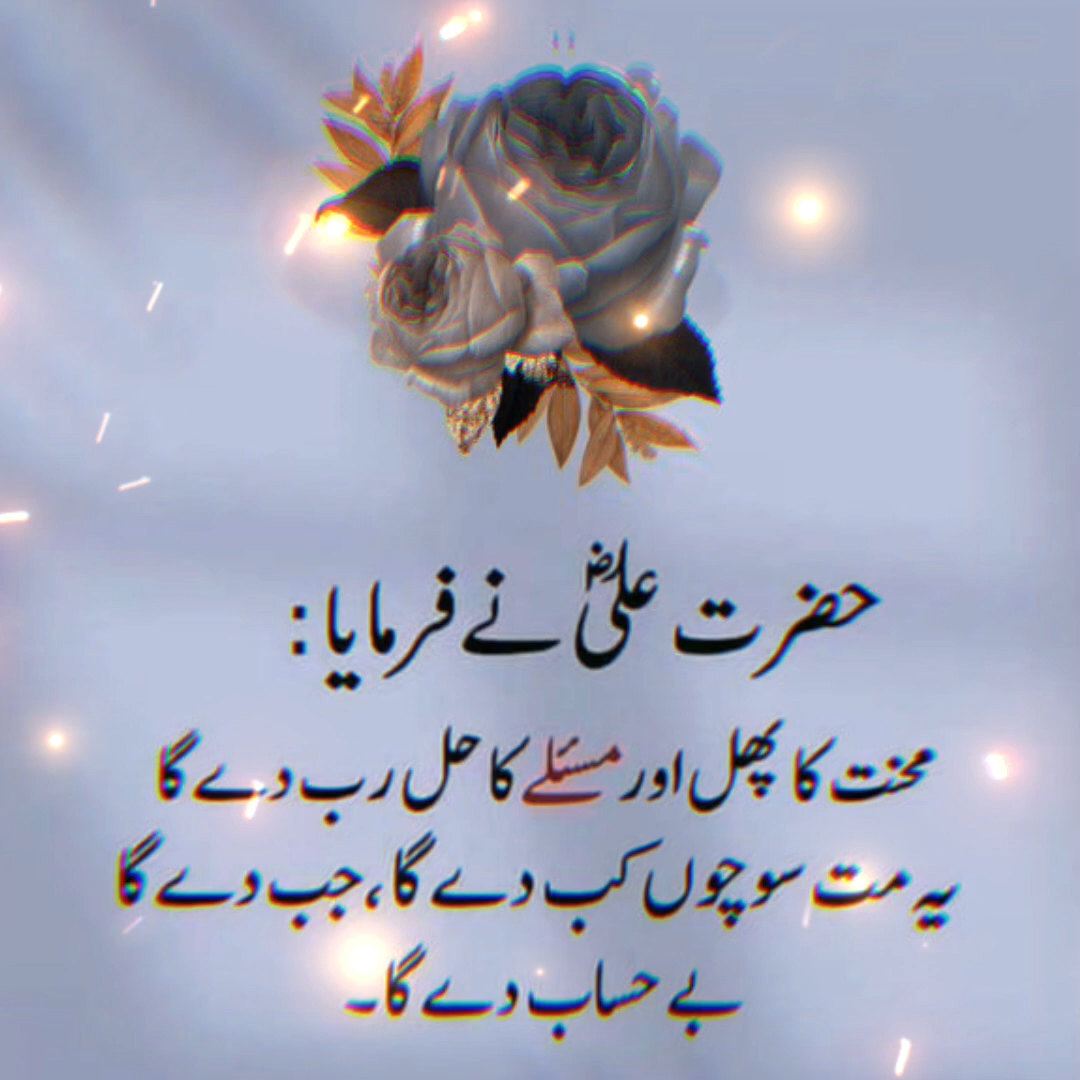 حضرت علیؓ نے فرمایا :
محنت کا پھل اور مسئلے کا حل رب دے گا
یہ مت سوچوں کب دے گا، جب دے گا
بے حساب دے گا۔